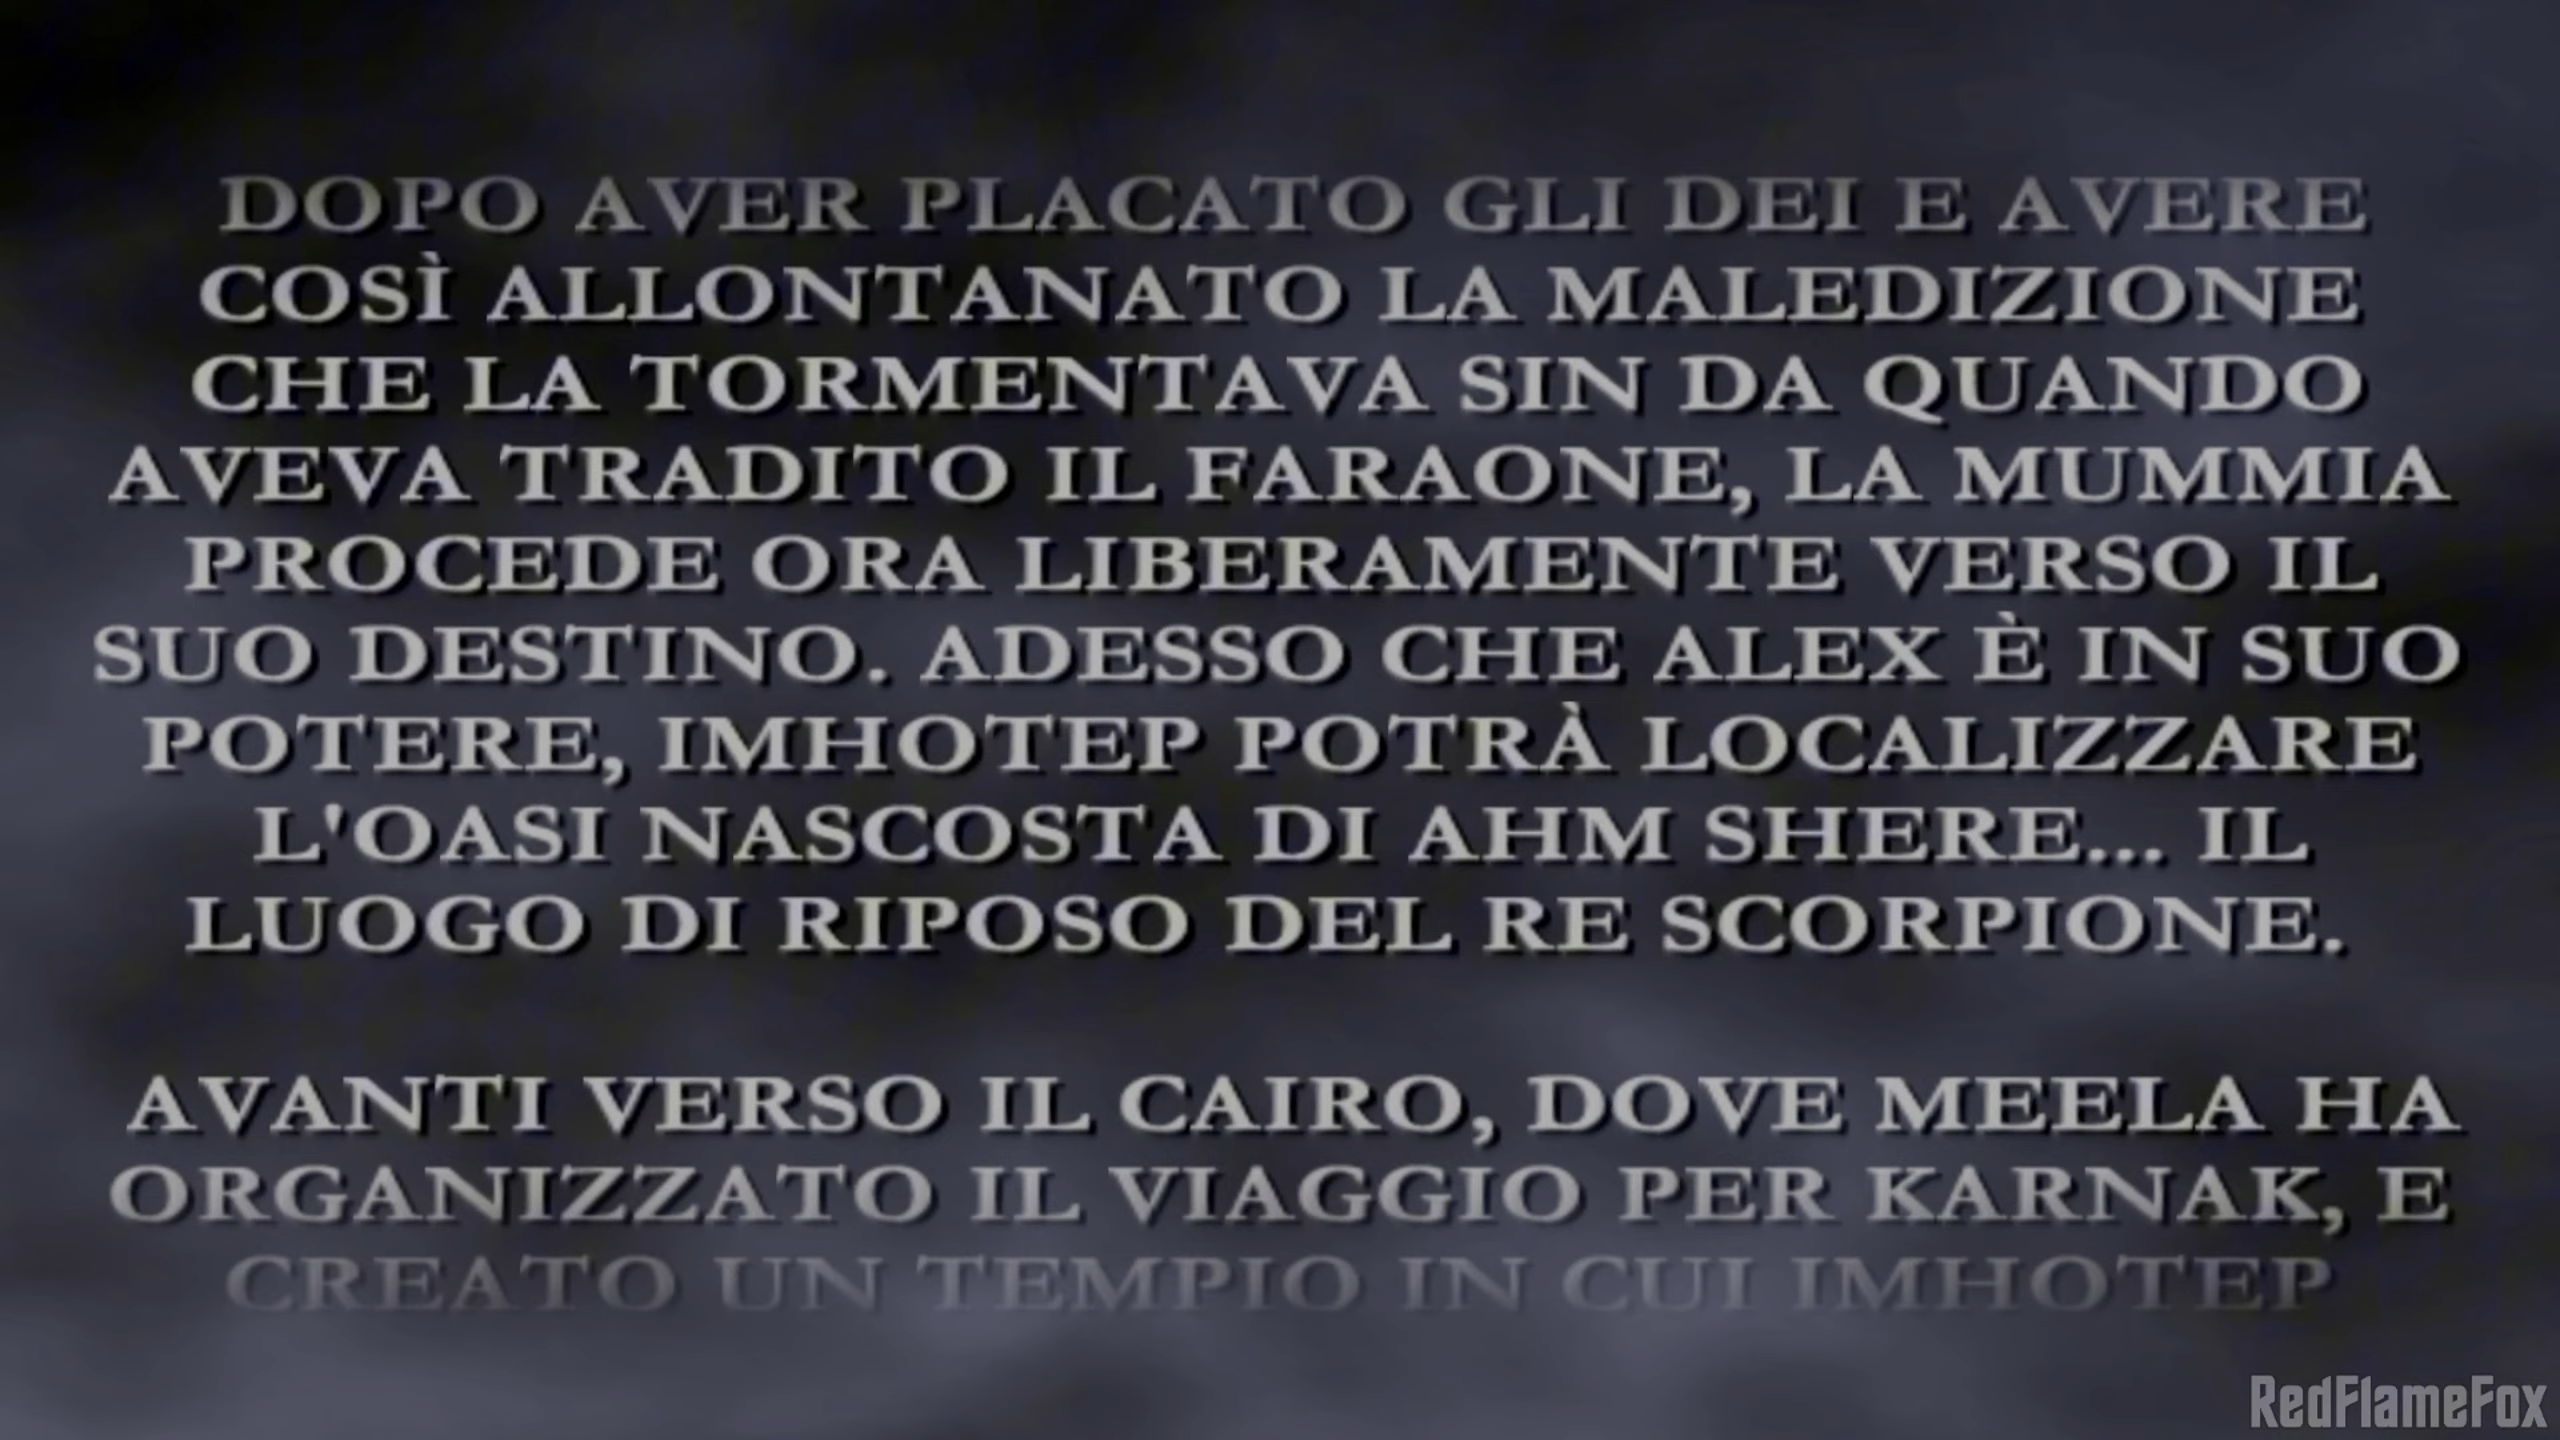 DOPO AVER PLACATO GLI DEI E AVERE
COSÌ ALLONTANATO LA MALEDIZIONE
CHE LA TORMENTAVA SIN DA QUANDO
AVEVA TRADITO IL FARAONE, LA MUMMIA
PROCEDE ORA LIBERAMENTE VERSO IL
SUO DESTINO. ADESSO CHE ALEX È IN SUO
POTERE, IMHOTEP POTRÀ LOCALIZZARE
L'OASI NASCOSTA DI AHM SHERE... IL
LUOGO DI RIPOSO DEL RE SCORPIONE.
AVANTI VERSO IL CAIRO, DOVE MEELA HA
ORGANIZZATO IL VIAGGIO PER KARNAK, E
CREATO UN TEMPIO IN CUI IMHOTEP
RedFlameFox